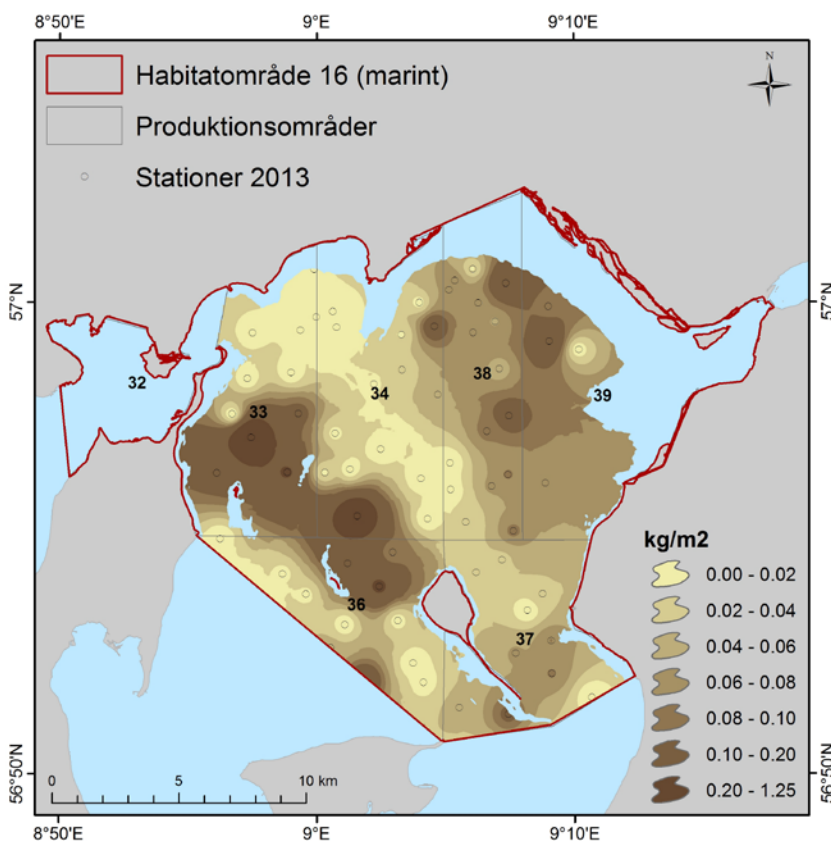 8°50'E 9°E 9°10'E
Habitatområde 16 (marint)
N
Produktionsområder
Stationer 2013
57°N 57°N
32
33
34
38
39
36
37
kg/m2
0.00 - 0.02
0.02 - 0.04
0.04 - 0.06
0.06 - 0.08
0.08 - 0.10
0.10 - 0.20
0.20 - 1.25
0 5 10 km
56°50'N 56°50'N
8°50'E 9°E 9°10'E